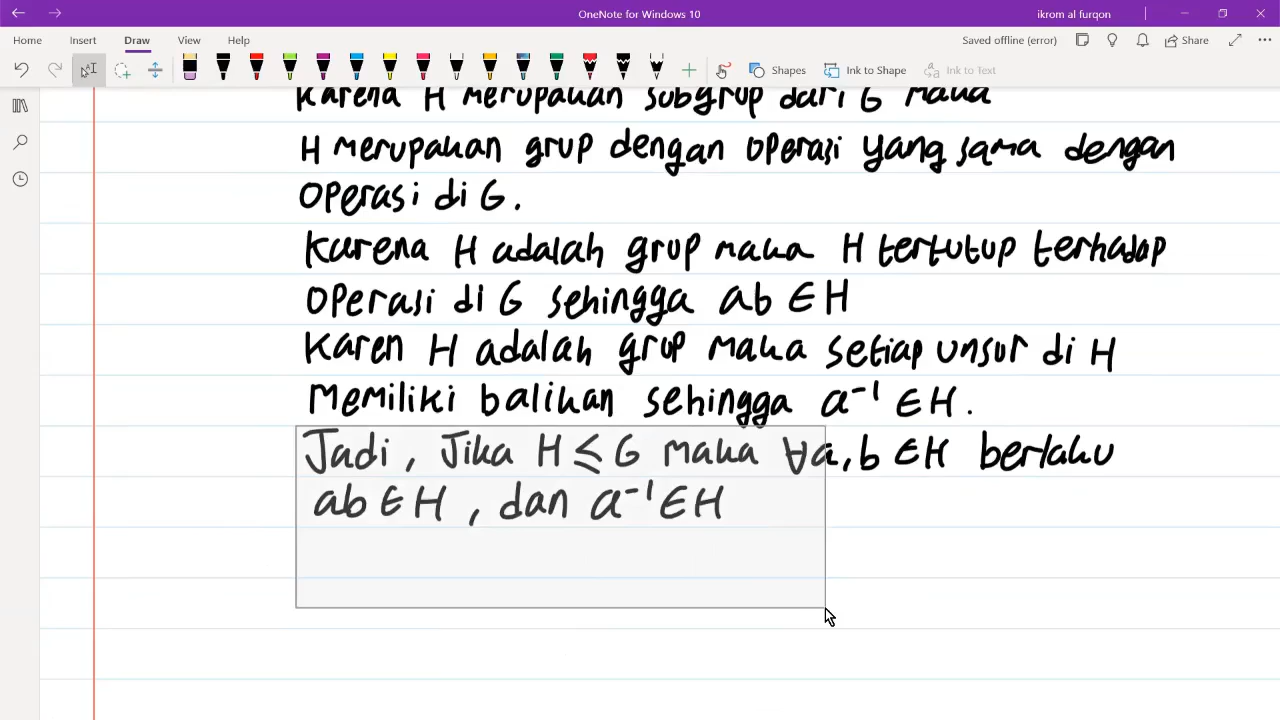 OneNote for Windows 10
ikrom al furqon
Home Insert Draw View Help
Saved offline (error)
Share
Shapes
Ink to Shape
Ink to Text
Karena H merupakan subgrup dari G maka
H merupakan grup dengan operasi yang sama dengan
operasi di G.
Karena H adalah grup maka H tertutup terhadap
operasi di G sehingga ab ∈ H
Karen H adalah grup maka setiap unsur di H
Memiliki balikan sehingga a⁻¹ ∈ H.
Jadi, Jika H ≤ G maka ∀a,b ∈ H berlaku
ab ∈ H, dan a⁻¹ ∈ H